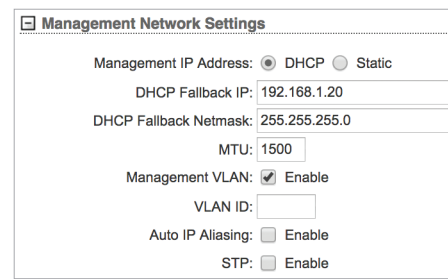 Management Network Settings
Management IP Address: DHCP Static
DHCP Fallback IP: 192.168.1.20
DHCP Fallback Netmask: 255.255.255.0
MTU: 1500
Management VLAN: Enable
VLAN ID:
Auto IP Aliasing: Enable
STP: Enable